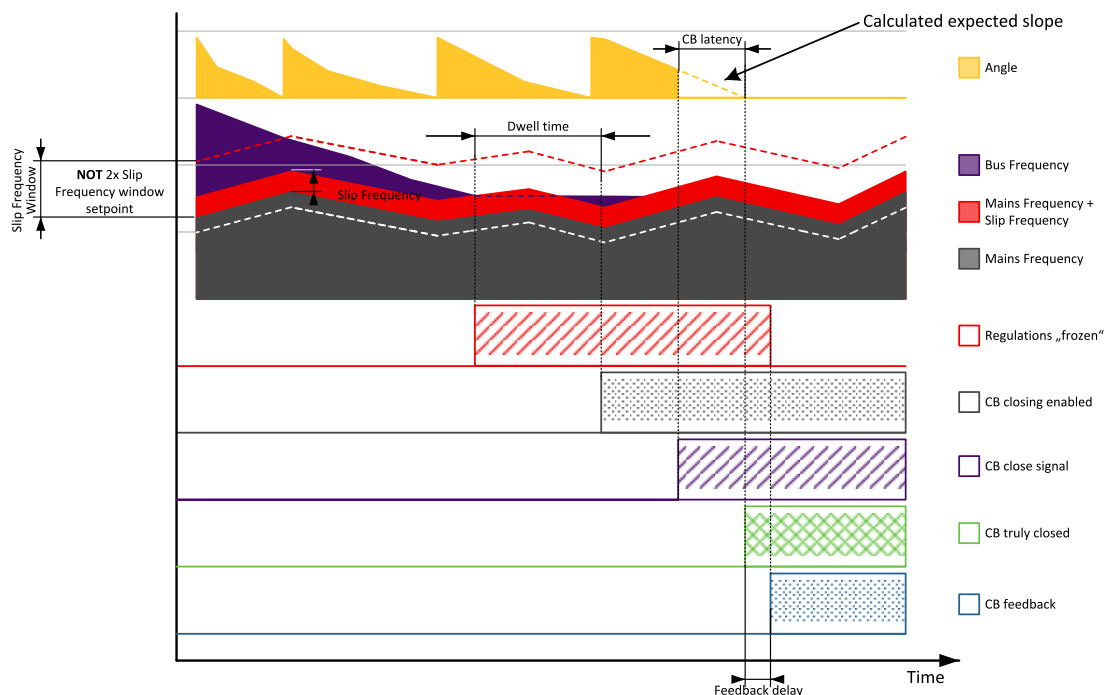 Calculated expected slope
CB latency
Angle
Dwell time
Bus Frequency
Slip Frequency
Window
NOT 2x Slip
Frequency window
setpoint
Slip Frequency
Mains Frequency +
Slip Frequency
Mains Frequency
Regulations „frozen“
CB closing enabled
CB close signal
CB truly closed
CB feedback
Time
Feedback delay